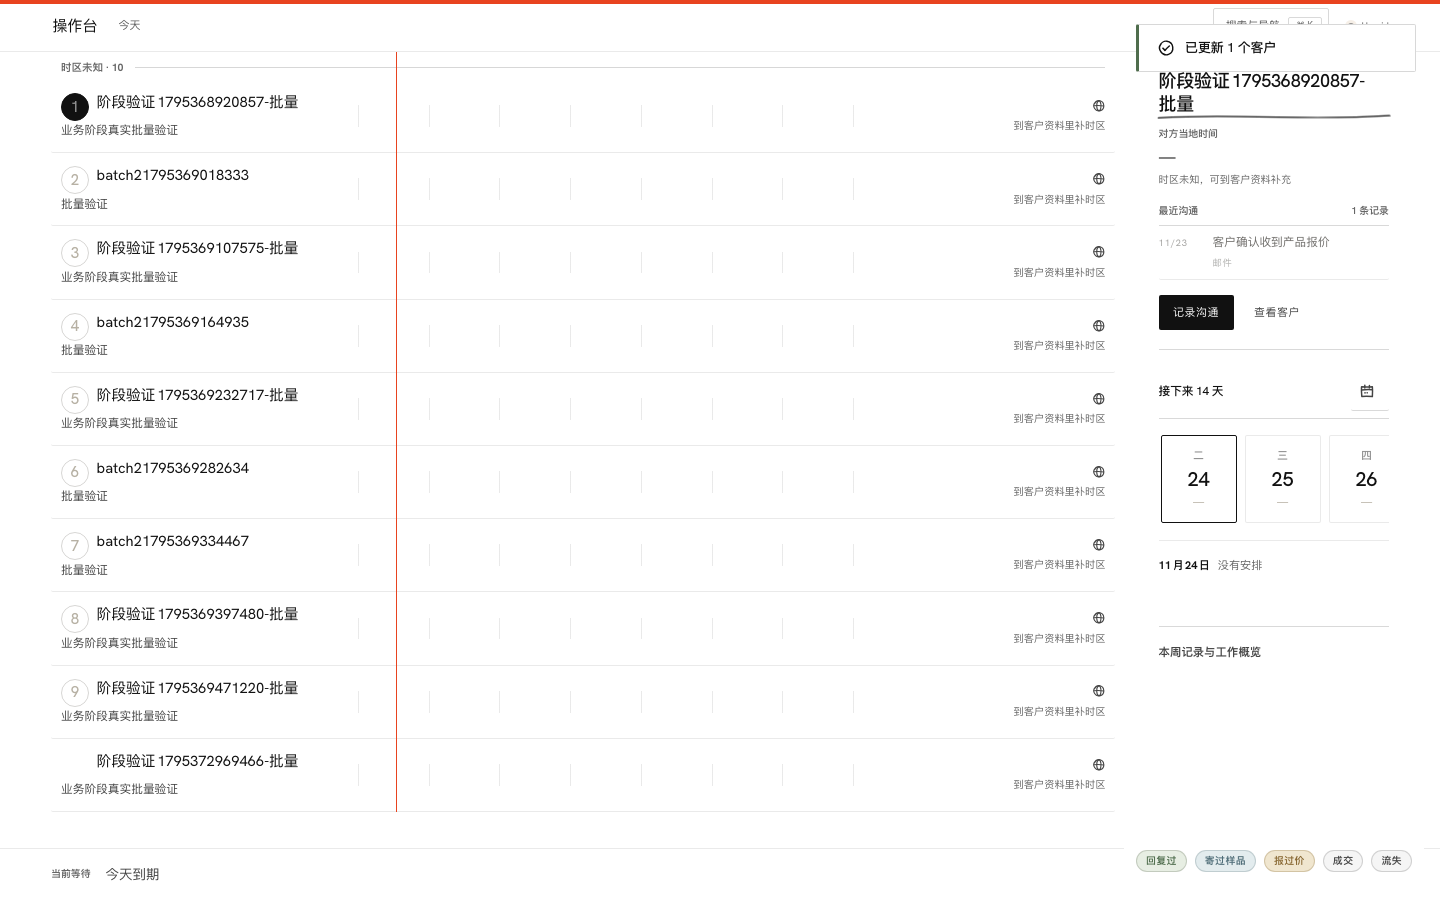 操作台
今天
已更新 1 个客户
时区未知 · 10
1
阶段验证 1795368920857-批量
业务阶段真实批量验证
到客户资料里补时区
2
batch21795369018333
批量验证
到客户资料里补时区
3
阶段验证 1795369107575-批量
业务阶段真实批量验证
到客户资料里补时区
4
batch21795369164935
批量验证
到客户资料里补时区
5
阶段验证 1795369232717-批量
业务阶段真实批量验证
到客户资料里补时区
6
batch21795369282634
批量验证
到客户资料里补时区
7
batch21795369334467
批量验证
到客户资料里补时区
8
阶段验证 1795369397480-批量
业务阶段真实批量验证
到客户资料里补时区
9
阶段验证 1795369471220-批量
业务阶段真实批量验证
到客户资料里补时区
阶段验证 1795372969466-批量
业务阶段真实批量验证
到客户资料里补时区
当前等待
今天到期
阶段验证 1795368920857-
批量
对方当地时间
—
时区未知，可到客户资料补充
最近沟通
1 条记录
11/23
客户确认收到产品报价
邮件
记录沟通
查看客户
接下来 14 天
二
24
—
三
25
—
四
26
—
11月24日 没有安排
本周记录与工作概览
回复过
寄过样品
报过价
成交
流失